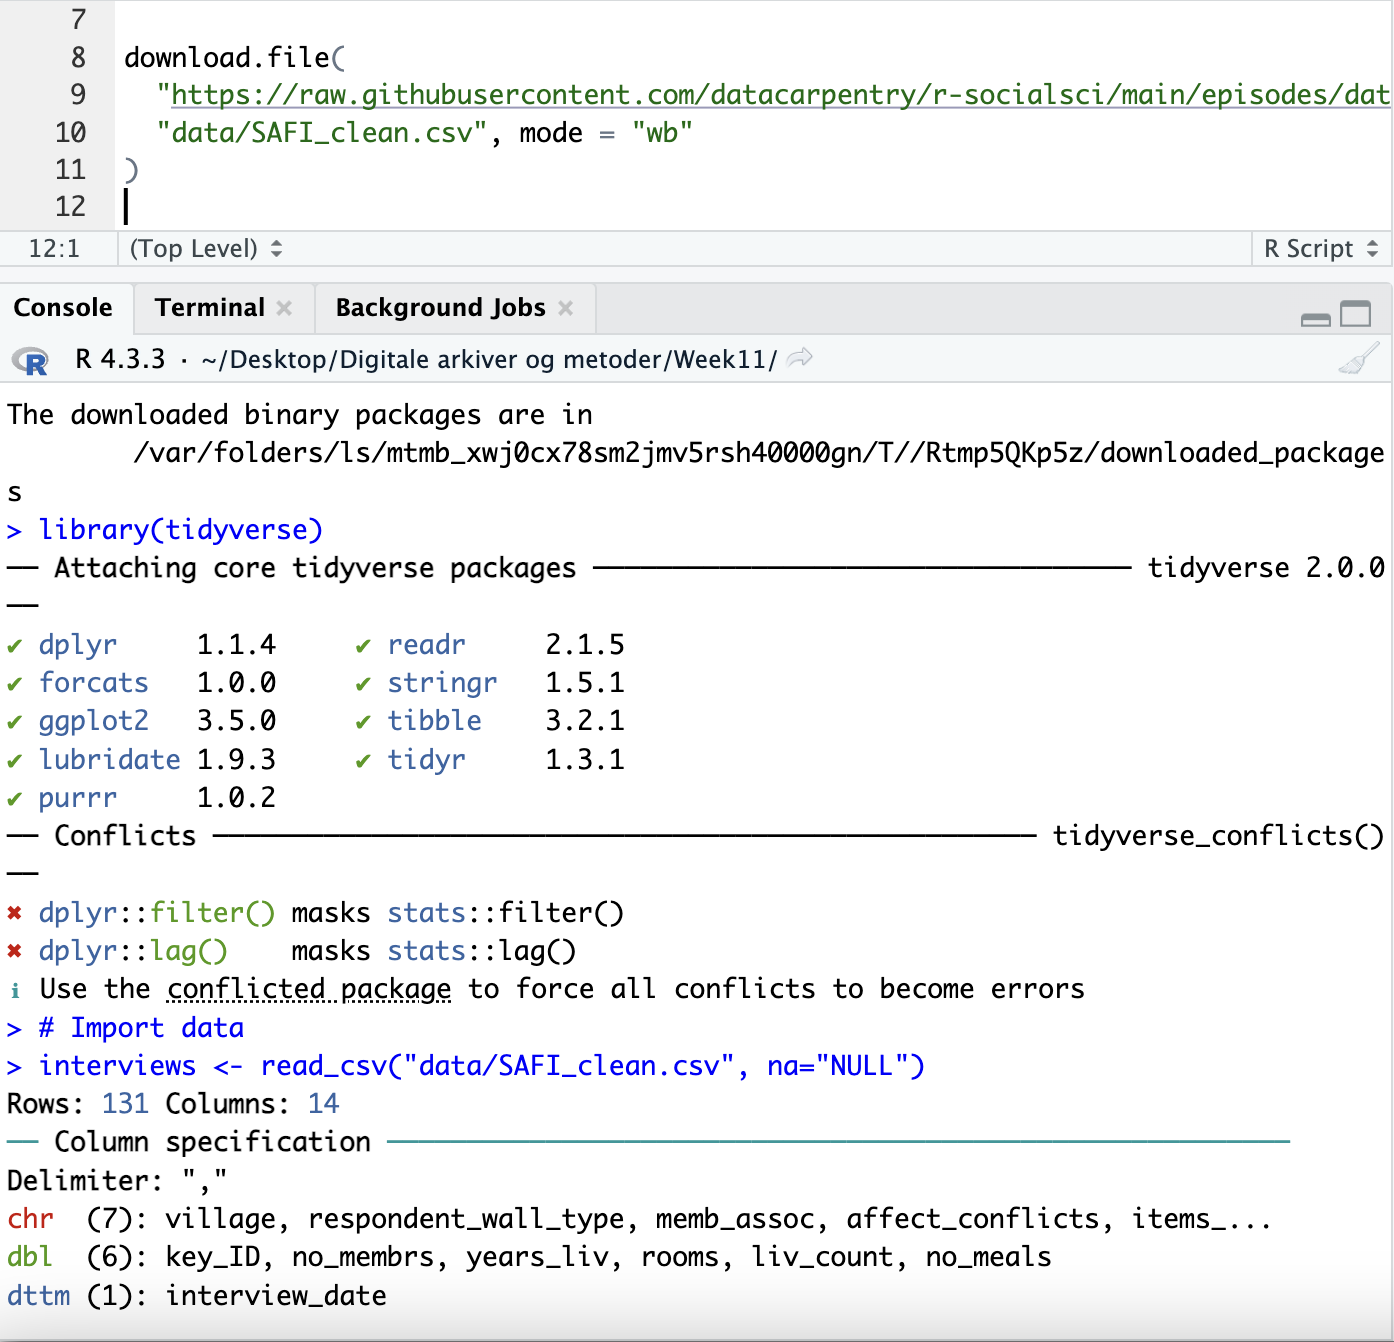 7
8 download.file(
9 "https://raw.githubusercontent.com/datacarpentry/r-socialsci/main/episodes/dat
10 "data/SAFI_clean.csv", mode = "wb"
11 )
12
12:1 (Top Level) R Script
Console Terminal Background Jobs
R R 4.3.3 · ~/Desktop/Digitale arkiver og metoder/Week11/
The downloaded binary packages are in
/var/folders/ls/mtmb_xwj0cx78sm2jmv5rsh40000gn/T//Rtmp5QKp5z/downloaded_package
s
> library(tidyverse)
── Attaching core tidyverse packages ────────────────────────────────── tidyverse 2.0.0
──
✔ dplyr     1.1.4     ✔ readr     2.1.5
✔ forcats   1.0.0     ✔ stringr   1.5.1
✔ ggplot2   3.5.0     ✔ tibble    3.2.1
✔ lubridate 1.9.3     ✔ tidyr     1.3.1
✔ purrr     1.0.2
── Conflicts ──────────────────────────────────────────────────── tidyverse_conflicts()
──
✖ dplyr::filter() masks stats::filter()
✖ dplyr::lag()    masks stats::lag()
ℹ Use the conflicted package to force all conflicts to become errors
> # Import data
> interviews <- read_csv("data/SAFI_clean.csv", na="NULL")
Rows: 131 Columns: 14
── Column specification ─────────────────────────────────────────────────────────
Delimiter: ","
chr  (7): village, respondent_wall_type, memb_assoc, affect_conflicts, items_...
dbl  (6): key_ID, no_membrs, years_liv, rooms, liv_count, no_meals
dttm (1): interview_date